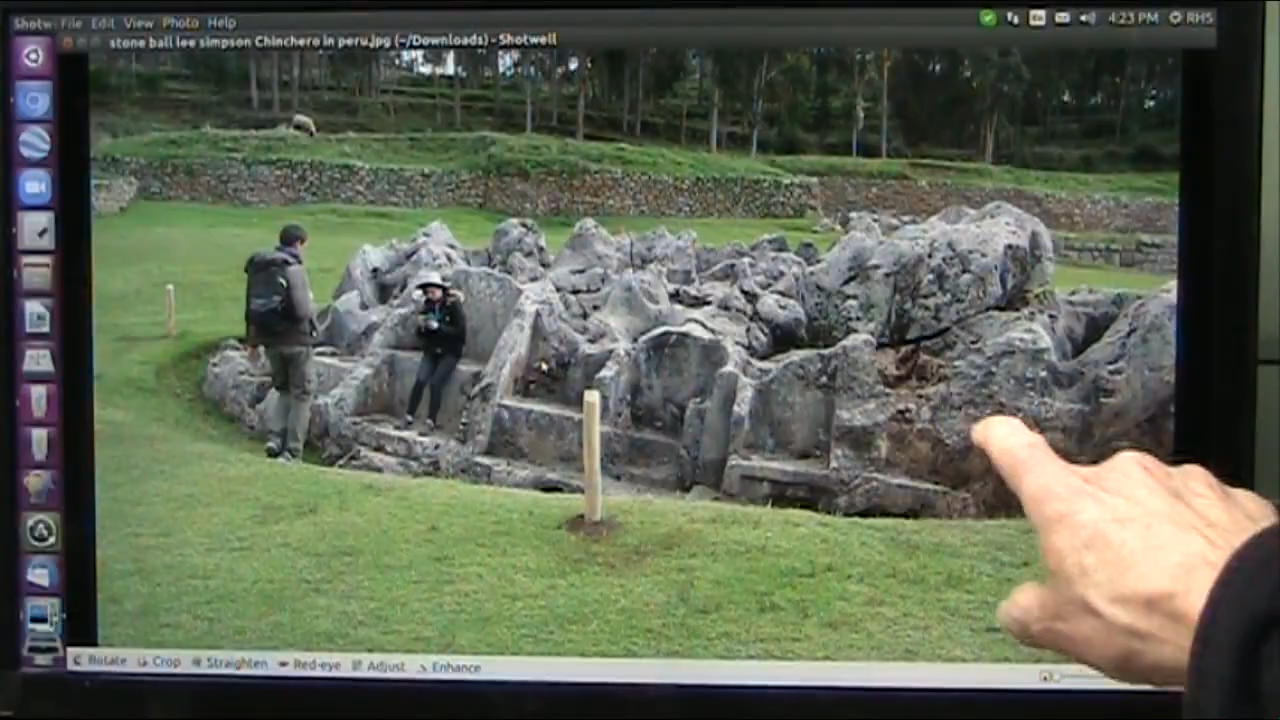 Shotw File Edit View Photo Help 4:23 PM RHS
stone ball lee simpson Chinchero in peru.jpg (~/Downloads) - Shotwell
Rotate Crop Straighten Red-eye Adjust Enhance